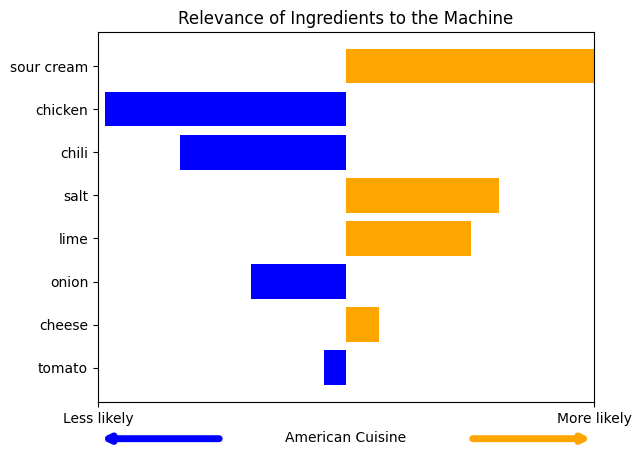 Relevance of Ingredients to the Machine
sour cream
chicken
chili
salt
lime
onion
cheese
tomato
Less likely
More likely
American Cuisine